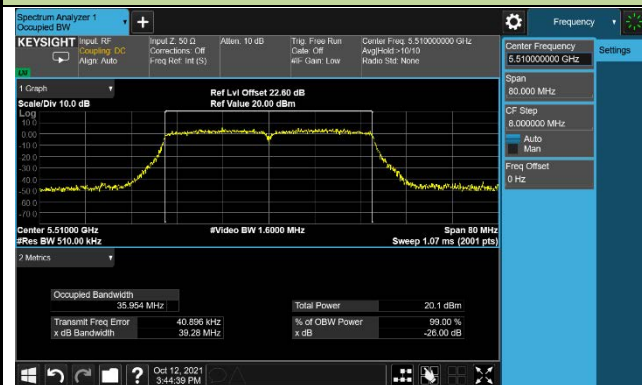 Spectrum Analyzer 1
Occupied BW
Frequency
KEYSIGHT
Input: RF
Coupling: DC
Align: Auto
Input Z: 50 Ω
Corrections: Off
Freq Ref: Int (S)
Atten: 10 dB
Trig: Free Run
Gate: Off
#IF Gain: Low
Center Freq: 5.510000000 GHz
Avg|Hold:>10/10
Radio Std: None
Center Frequency
5.510000000 GHz
Settings
Span
80.000 MHz
CF Step
8.000000 MHz
Auto
Man
Freq Offset
0 Hz
1 Graph
Scale/Div 10.0 dB
Ref Lvl Offset 22.60 dB
Ref Value 20.00 dBm
Log
10.0
0.00
-10.0
-20.0
-30.0
-40.0
-50.0
-60.0
-70.0
Center 5.51000 GHz
#Video BW 1.6000 MHz
Span 80 MHz
#Res BW 510.00 kHz
Sweep 1.07 ms (2001 pts)
2 Metrics
Occupied Bandwidth
35.954 MHz
Total Power
20.1 dBm
Transmit Freq Error
40.896 kHz
% of OBW Power
99.00 %
x dB Bandwidth
39.28 MHz
x dB
-26.00 dB
?
Oct 12, 2021
3:44:39 PM